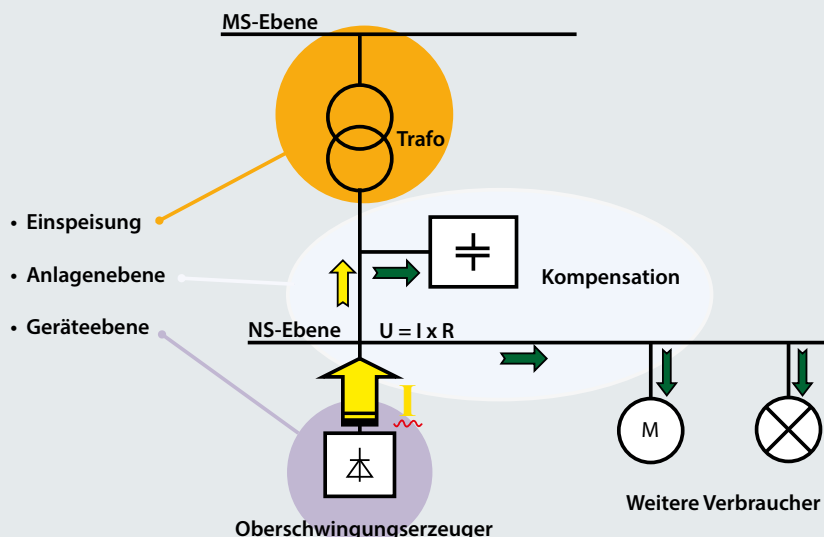 MS-Ebene
Trafo
• Einspeisung
• Anlagenebene
• Geräteebene
Kompensation
NS-Ebene
U = I x R
I
M
Weitere Verbraucher
Oberschwingungserzeuger